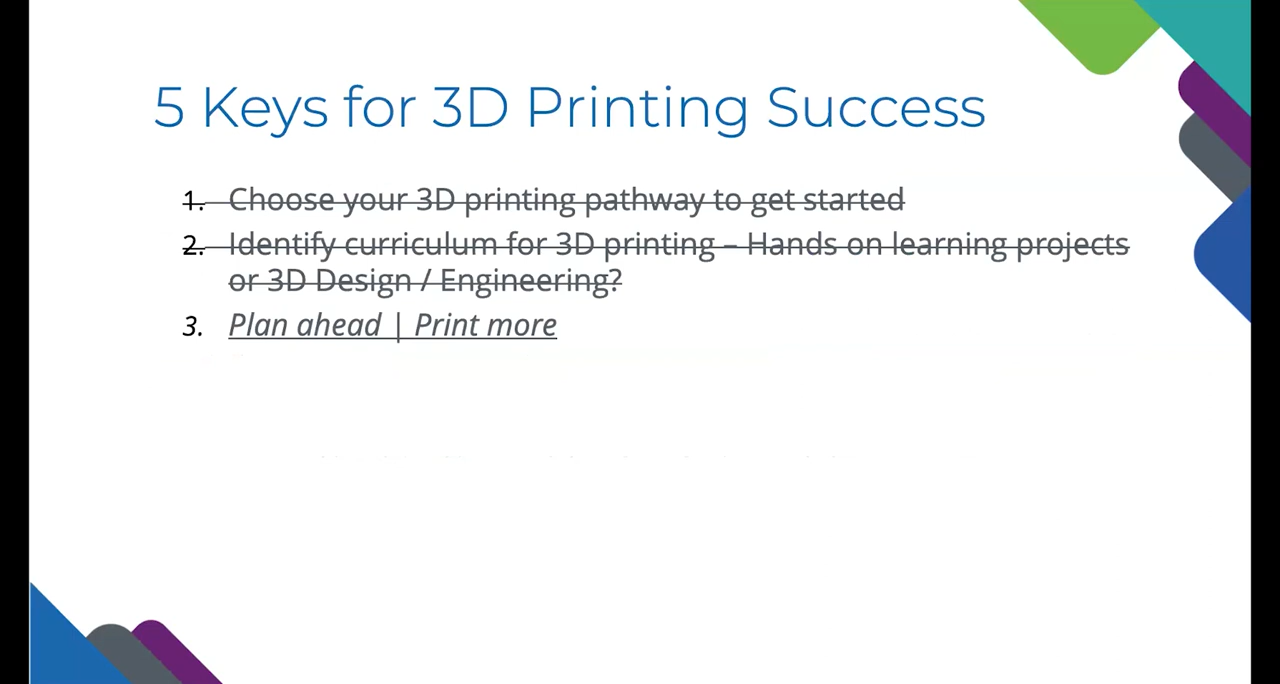 5 Keys for 3D Printing Success
1. Choose your 3D printing pathway to get started
2. Identify curriculum for 3D printing – Hands on learning projects
or 3D Design / Engineering?
3. Plan ahead | Print more